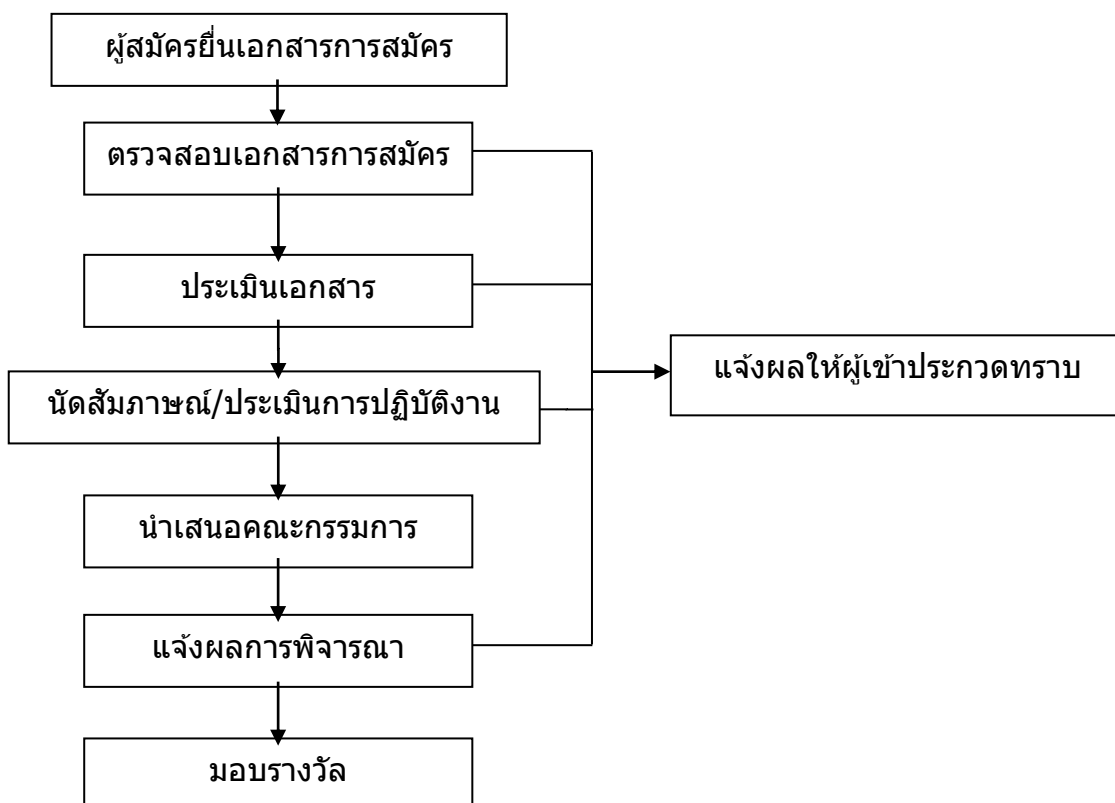 ผู้สมัครยื่นเอกสารการสมัคร
ตรวจสอบเอกสารการสมัคร
ประเมินเอกสาร
แจ้งผลให้ผู้เข้าประกวดทราบ
นัดสัมภาษณ์/ประเมินการปฏิบัติงาน
นำเสนอคณะกรรมการ
แจ้งผลการพิจารณา
มอบรางวัล